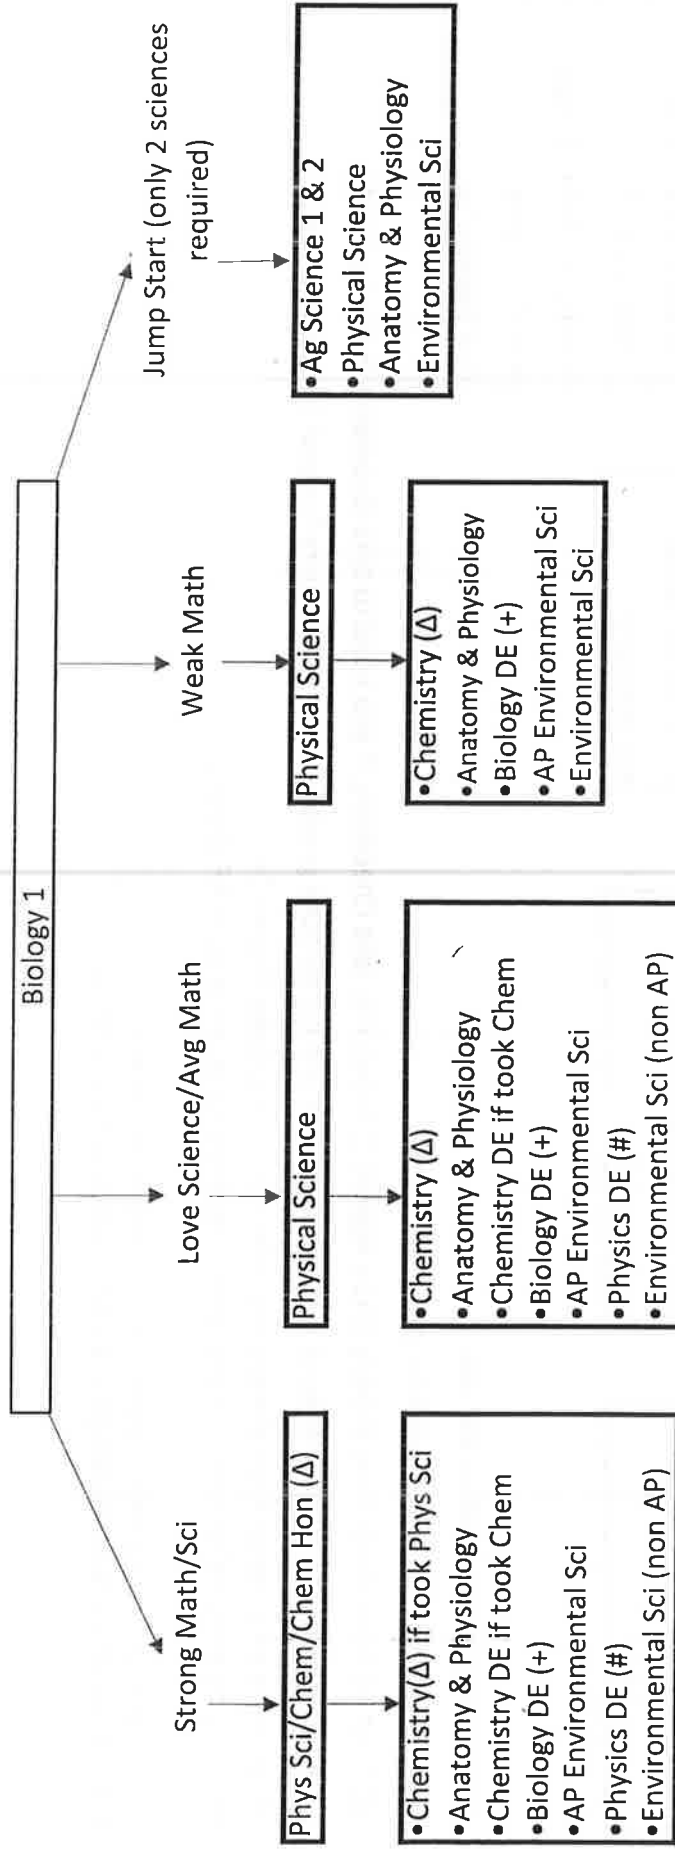 Biology 1
Strong Math/Sci
Phys Sci/Chem/Chem Hon (Δ)
•Chemistry(Δ) if took Phys Sci
•Anatomy & Physiology
•Chemistry DE if took Chem
•Biology DE (+)
•AP Environmental Sci
•Physics DE (#)
•Environmental Sci (non AP)
Love Science/Avg Math
Physical Science
•Chemistry (Δ)
•Anatomy & Physiology
•Chemistry DE if took Chem
•Biology DE (+)
•AP Environmental Sci
•Physics DE (#)
•Environmental Sci (non AP)
Weak Math
Physical Science
•Chemistry (Δ)
•Anatomy & Physiology
•Biology DE (+)
•AP Environmental Sci
•Environmental Sci
Jump Start (only 2 sciences
required)
•Ag Science 1 & 2
•Physical Science
•Anatomy & Physiology
•Environmental Sci